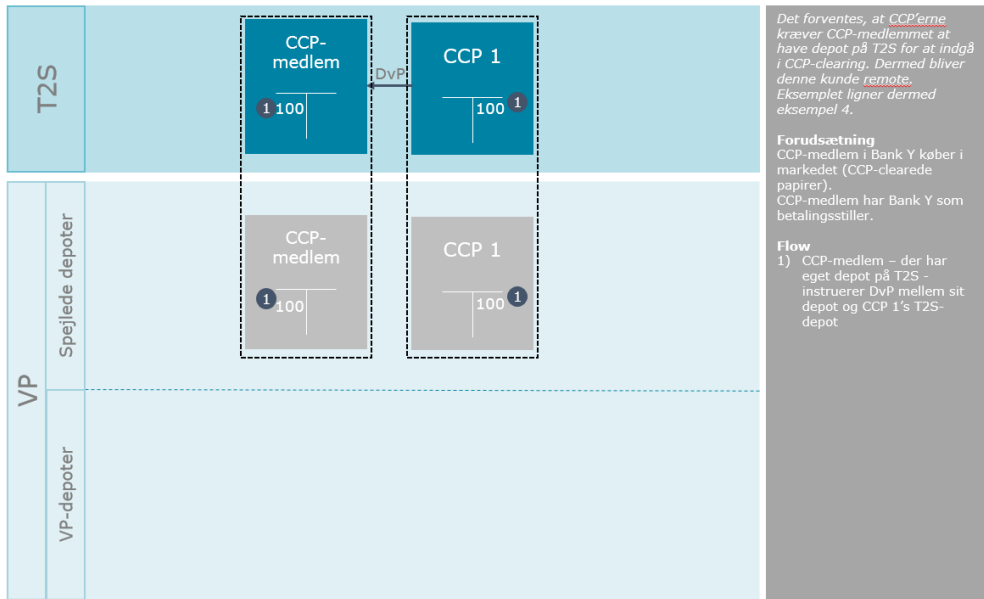 T2S
CCP-
medlem
1
100
DvP
CCP 1
100
1
VP
Spejlede depoter
CCP-
medlem
1
100
CCP 1
100
1
VP-depoter
Det forventes, at CCP'erne
kræver CCP-medlemmet at
have depot på T2S for at indgå
i CCP-clearing. Dermed bliver
denne kunde remote.
Eksemplet ligner dermed
eksempel 4.
Forudsætning
CCP-medlem i Bank Y køber i
markedet (CCP-clearede
papirer).
CCP-medlem har Bank Y som
betalingsstiller.
Flow
1) CCP-medlem – der har
eget depot på T2S -
instruerer DvP mellem sit
depot og CCP 1's T2S-
depot